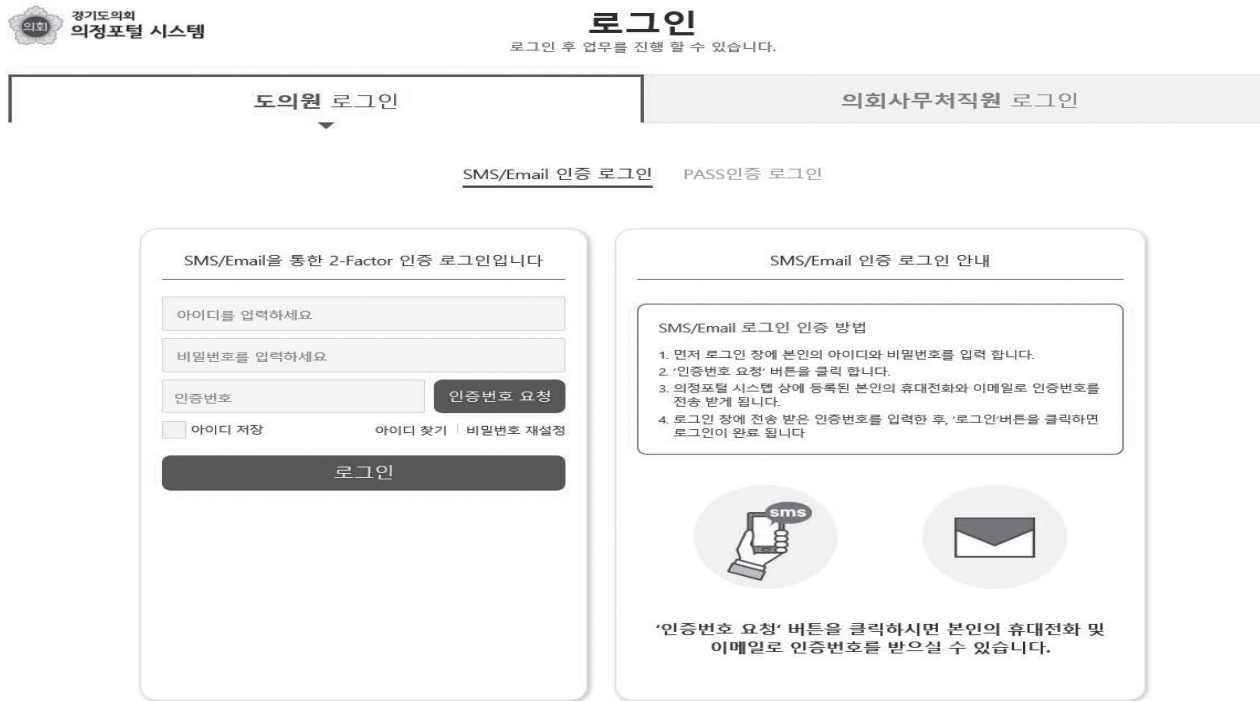 의회
경기도의회
의정포털 시스템
로그인
로그인 후 업무를 진행 할 수 있습니다.
도의원 로그인
의회사무처직원 로그인
SMS/Email 인증 로그인
PASS인증 로그인
SMS/Email을 통한 2-Factor 인증 로그인입니다
아이디를 입력하세요
비밀번호를 입력하세요
인증번호
인증번호 요청
아이디 저장
아이디 찾기
비밀번호 재설정
로그인
SMS/Email 인증 로그인 안내
SMS/Email 로그인 인증 방법
1. 먼저 로그인 창에 본인의 아이디와 비밀번호를 입력 합니다.
2. '인증번호 요청' 버튼을 클릭 합니다.
3. 의정포털 시스템 상에 등록된 본인의 휴대전화와 이메일로 인증번호를
전송 받게 됩니다.
4. 로그인 창에 전송 받은 인증번호를 입력한 후, '로그인'버튼을 클릭하면
로그인이 완료 됩니다
sms
'인증번호 요청' 버튼을 클릭하시면 본인의 휴대전화 및
이메일로 인증번호를 받으실 수 있습니다.